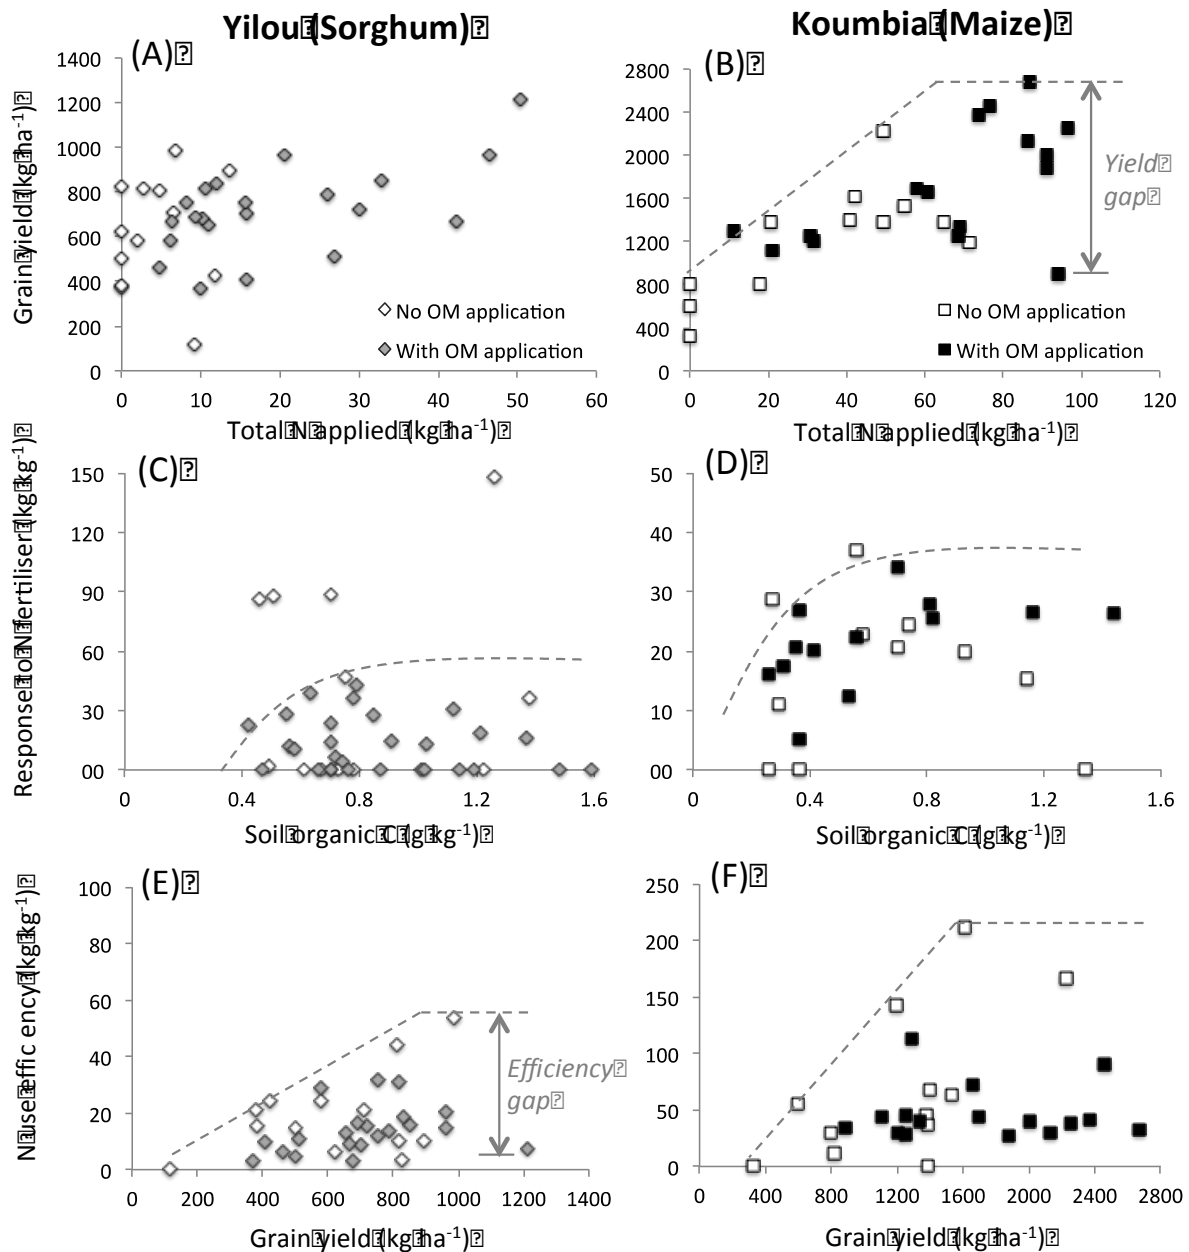 Yilou (Sorghum)
Koumbia (Maize)
(A)
1400
1200
1000
800
600
400
200
0
Grain yield (kg ha⁻¹)
0 10 20 30 40 50 60
Total N applied (kg ha⁻¹)
No OM application
With OM application
(B)
2800
2400
2000
1600
1200
800
400
0
0 20 40 60 80 100 120
Total N applied (kg ha⁻¹)
Yield
gap
No OM application
With OM application
(C)
150
120
90
60
30
00
Response to N fertiliser (kg kg⁻¹)
0 0.4 0.8 1.2 1.6
Soil organic C (g kg⁻¹)
(D)
50
40
30
20
10
00
0 0.4 0.8 1.2 1.6
Soil organic C (g kg⁻¹)
(E)
100
80
60
40
20
0
N use effic ency (kg kg⁻¹)
0 200 400 600 800 1000 1200 1400
Grain yield (kg ha⁻¹)
Efficiency
gap
(F)
250
200
150
100
50
0
0 400 800 1200 1600 2000 2400 2800
Grain yield (kg ha⁻¹)